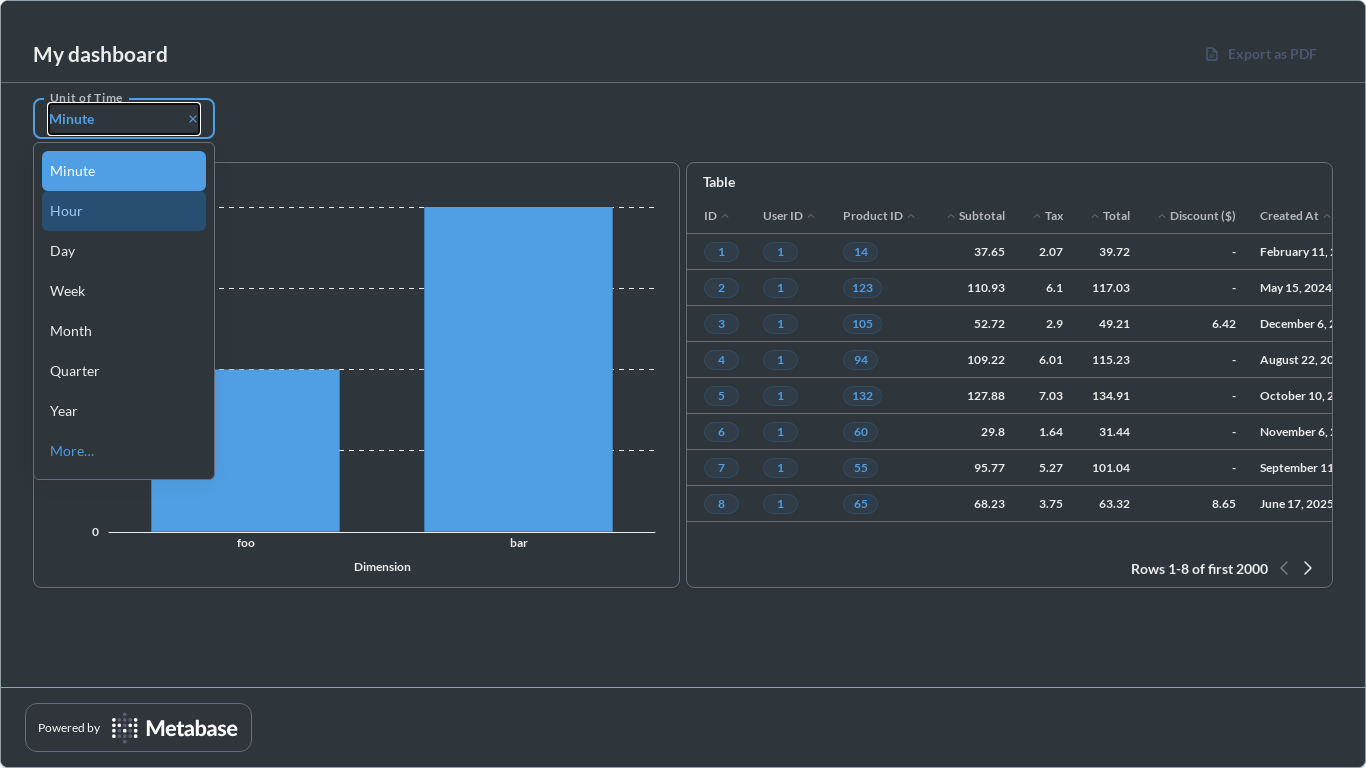 My dashboard
Export as PDF
Unit of Time
Minute
Minute
Hour
Day
Week
Month
Quarter
Year
More…
0
foo
bar
Dimension
Table
ID User ID Product ID Subtotal Tax Total Discount ($) Created At
1 1 14 37.65 2.07 39.72 - February 11,
2 1 123 110.93 6.1 117.03 - May 15, 2024
3 1 105 52.72 2.9 49.21 6.42 December 6,
4 1 94 109.22 6.01 115.23 - August 22, 20
5 1 132 127.88 7.03 134.91 - October 10, 2
6 1 60 29.8 1.64 31.44 - November 6,
7 1 55 95.77 5.27 101.04 - September 11
8 1 65 68.23 3.75 63.32 8.65 June 17, 2025
Rows 1-8 of first 2000
Powered by Metabase